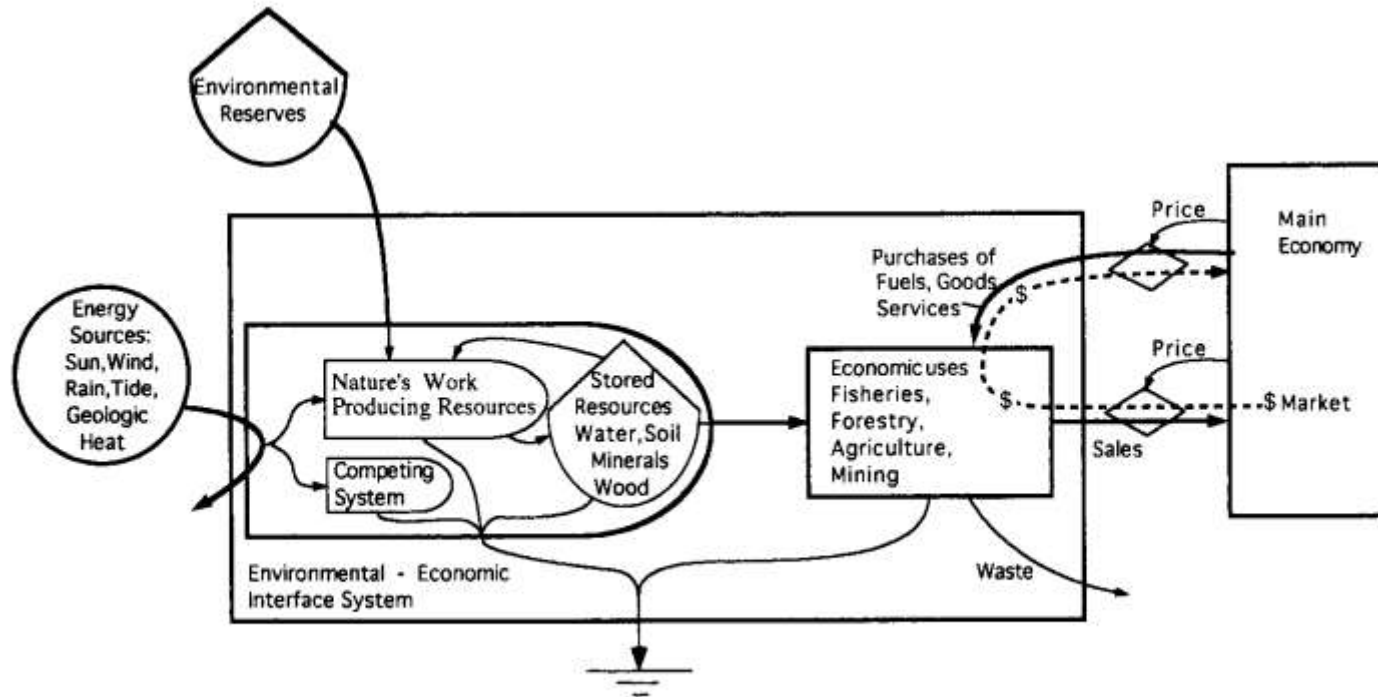 Environmental
Reserves
Energy
Sources:
Sun,Wind,
Rain,Tide,
Geologic
Heat
Nature's Work
Producing Resources
Competing
System
Stored
Resources
Water,Soil
Minerals
Wood
Environmental - Economic
Interface System
Purchases of
Fuels, Goods
Services
$
$
Economic uses
Fisheries,
Forestry,
Agriculture,
Mining
Waste
Price
Price
Sales
Main
Economy
$ Market